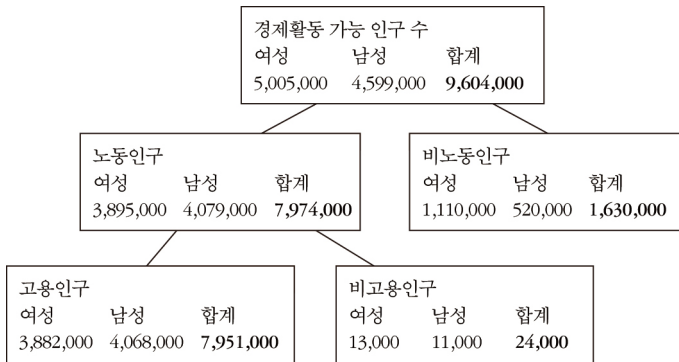 경제활동 가능 인구 수
여성 남성 합계
5,005,000 4,599,000 9,604,000
노동인구
여성 남성 합계
3,895,000 4,079,000 7,974,000
비노동인구
여성 남성 합계
1,110,000 520,000 1,630,000
고용인구
여성 남성 합계
3,882,000 4,068,000 7,951,000
비고용인구
여성 남성 합계
13,000 11,000 24,000